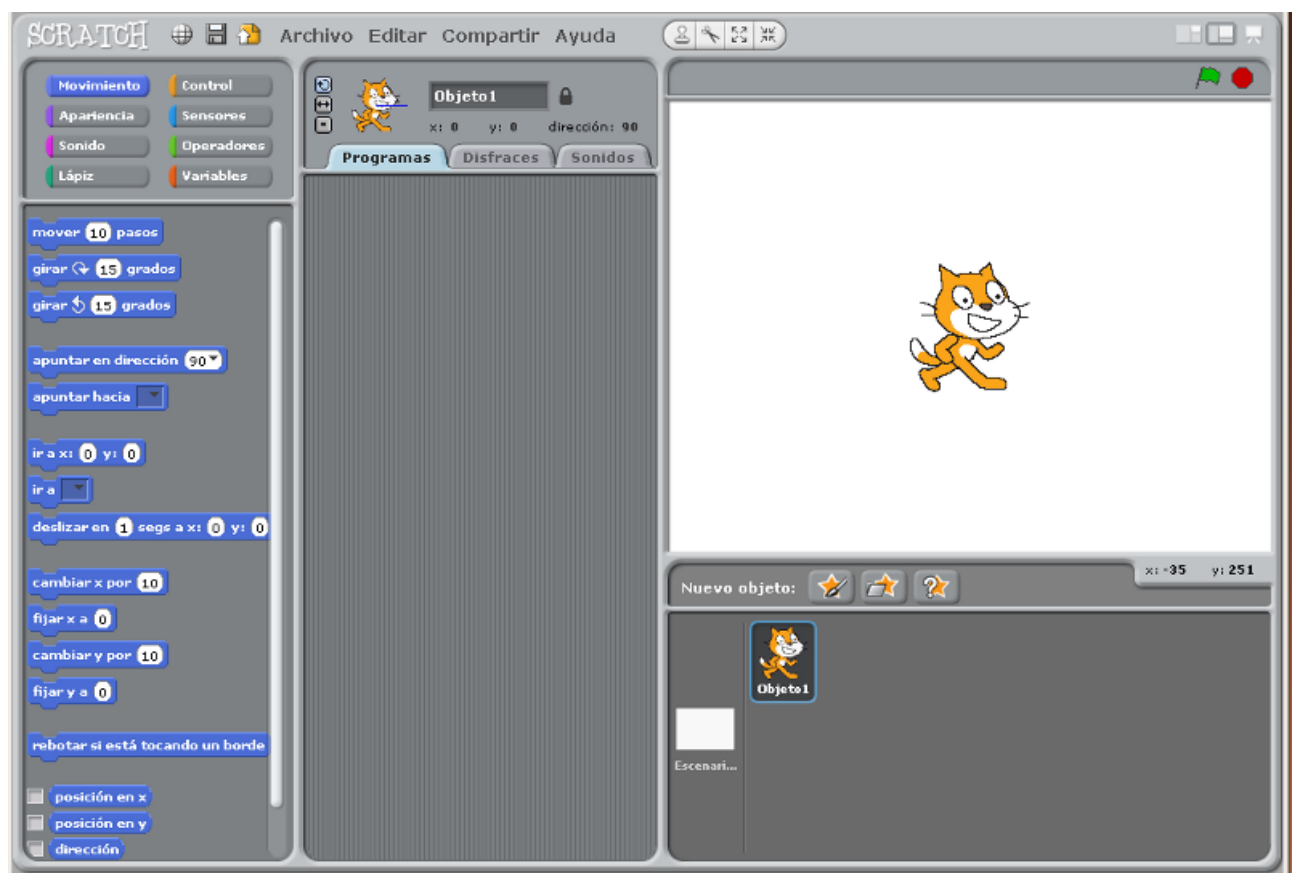 SCRATCH Archivo Editar Compartir Ayuda
Movimiento Control
Apariencia Sensores
Sonido Operadores
Lápiz Variables
mover 10 pasos
girar 15 grados
girar 15 grados
apuntar en dirección 90
apuntar hacia
ir a x: 0 y: 0
ir a
deslizar en 1 segs a x: 0 y: 0
cambiar x por 10
fijar x a 0
cambiar y por 10
fijar y a 0
rebotar si está tocando un borde
posición en x
posición en y
dirección
Objeto1
x: 0 y: 0 dirección: 90
Programas Disfraces Sonidos
x: -35 y: 251
Nuevo objeto:
Objeto1
Escenari...